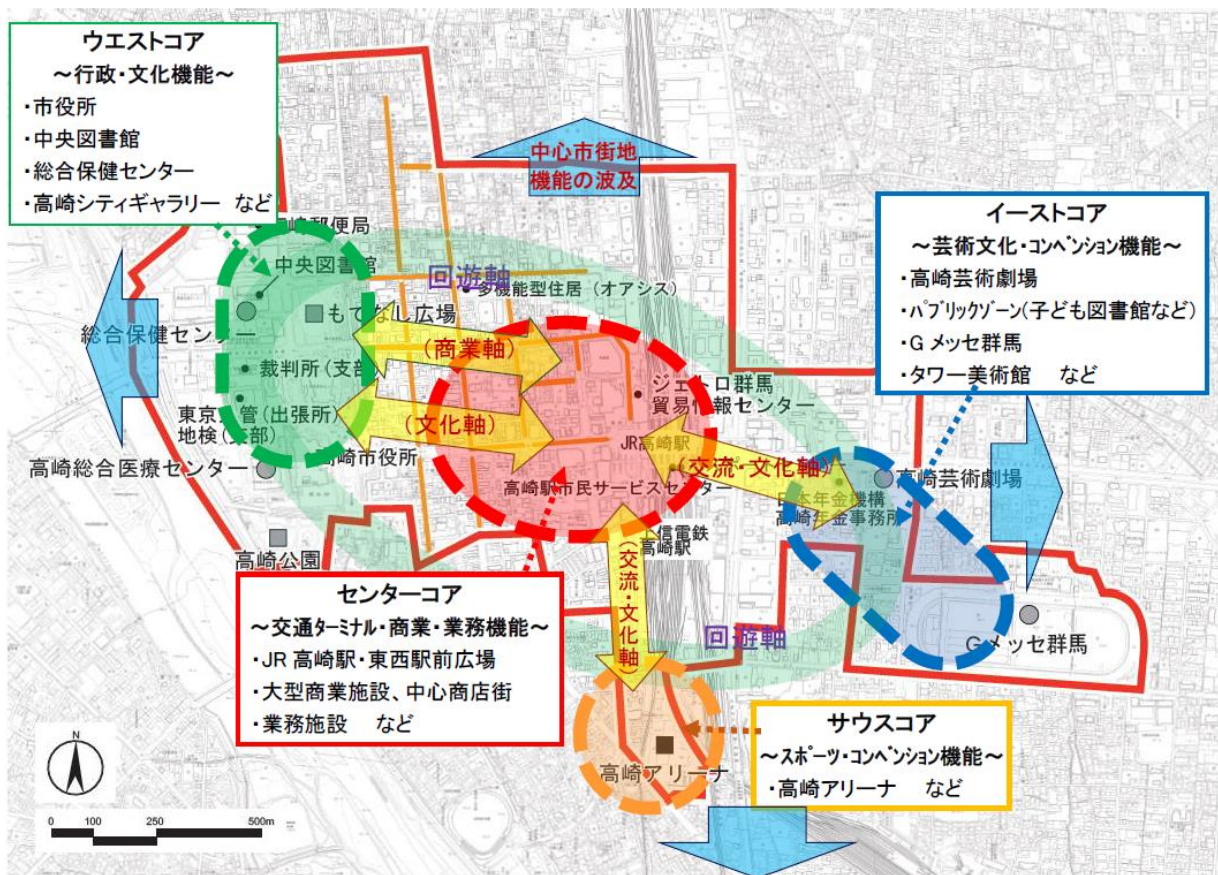 ウエストコア
～行政・文化機能～
・市役所
・中央図書館
・総合保健センター
・高崎シティギャラリー など
中心市街地
機能の波及
イーストコア
～芸術文化・コンベンション機能～
・高崎芸術劇場
・パブリックゾーン(子ども図書館など)
・Gメッセ群馬
・タワー美術館 など
郵便局
中央図書館
回遊軸
・多機能型住居(オアシス)
もてなし広場
総合保健センター
(商業軸)
裁判所(支部)
ジェトロ群馬
貿易情報センター
東京 管(出張所)
地検(支部)
(文化軸)
JR高崎駅
高崎市役所
(交流・文化軸)
高崎総合医療センター
高崎駅市民サービスセンター
高崎芸術劇場
日本年金機構
高崎年金事務所
信電鉄
高崎駅
高崎公園
(交流・文化軸)
センターコア
～交通ターミナル・商業・業務機能～
・JR高崎駅・東西駅前広場
・大型商業施設、中心商店街
・業務施設 など
回遊軸
Gメッセ群馬
サウスコア
～スポーツ・コンベンション機能～
・高崎アリーナ など
高崎アリーナ
N
0 100 250 500m